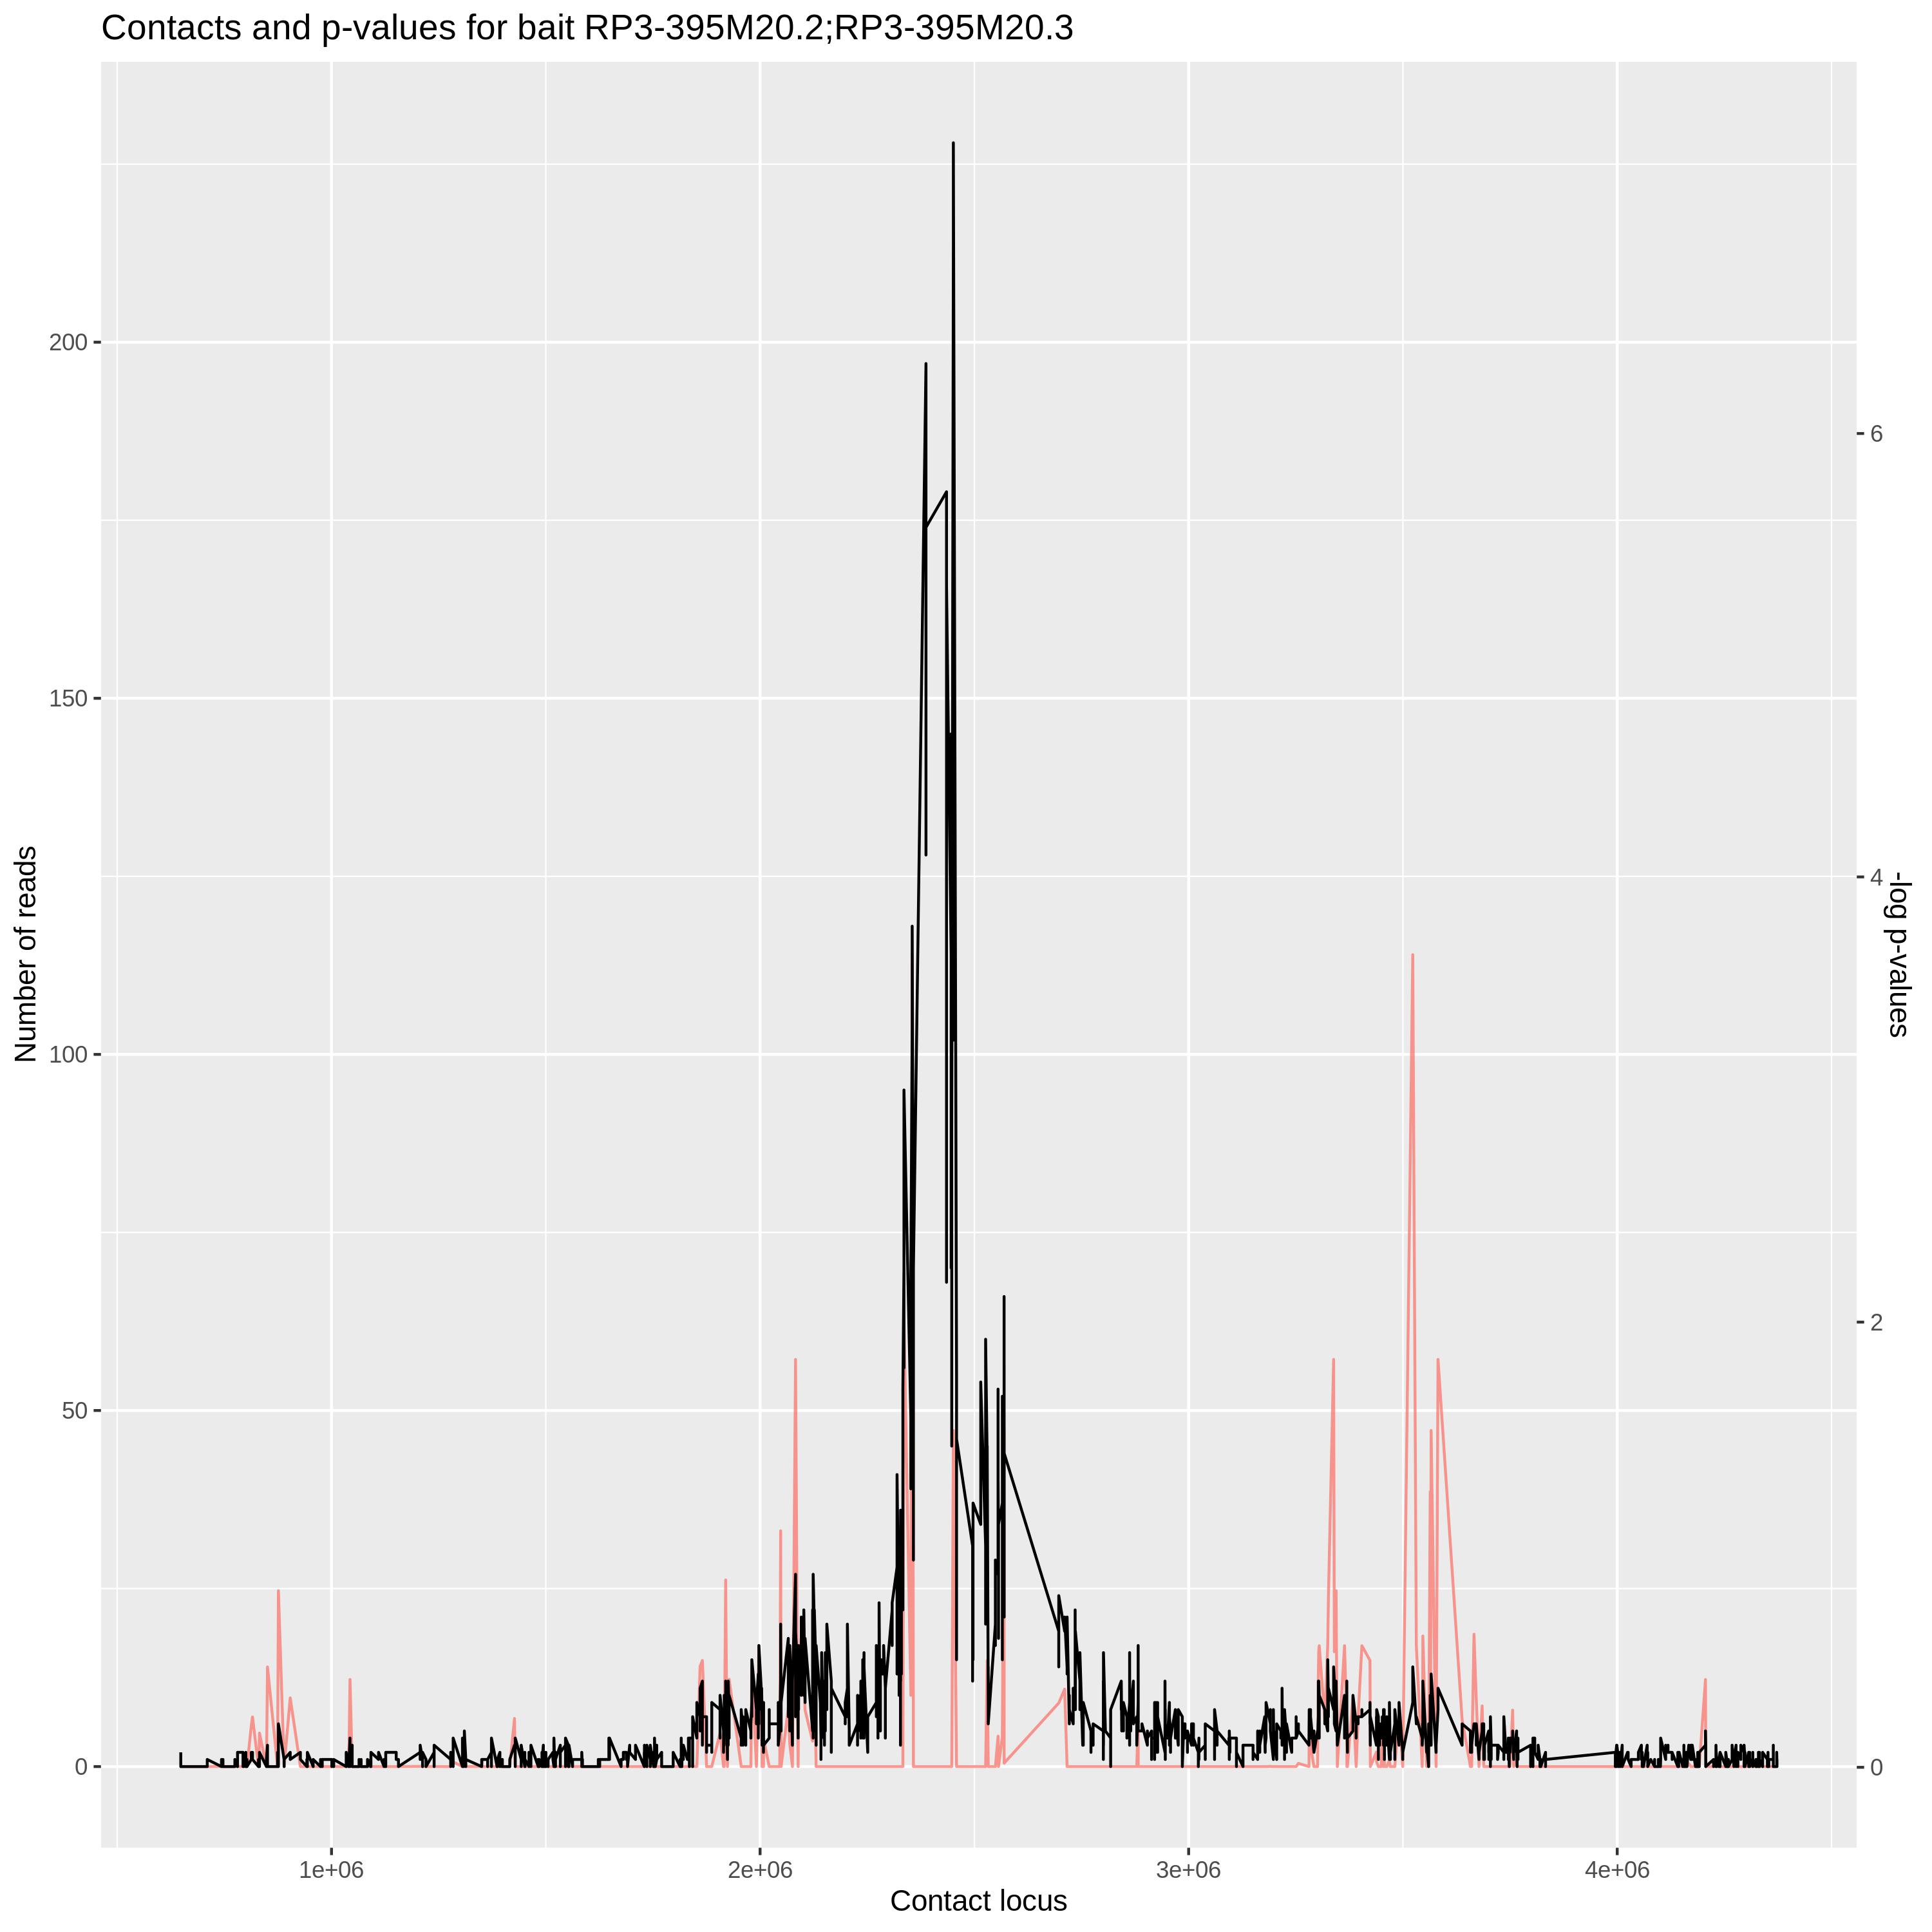 Contacts and p-values for bait RP3-395M20.2;RP3-395M20.3
Number of reads
200
150
100
50
0
6
4
2
0
-log p-values
1e+06
2e+06
3e+06
4e+06
Contact locus